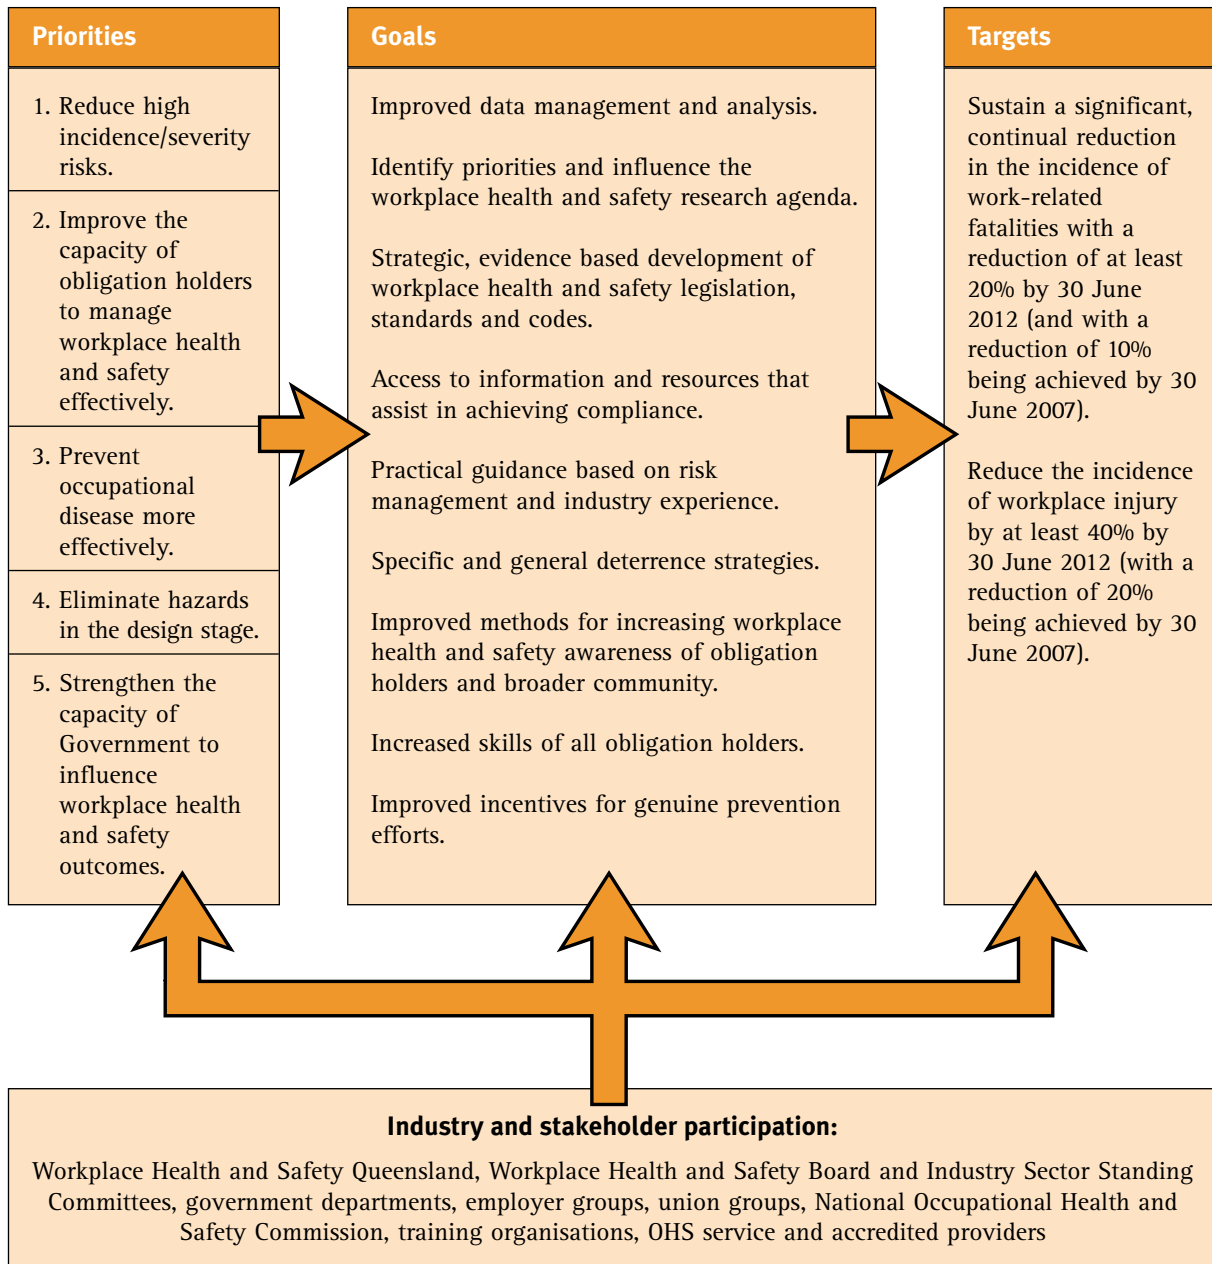 Priorities
1. Reduce high
incidence/severity
risks.
2. Improve the
capacity of
obligation holders
to manage
workplace health
and safety
effectively.
3. Prevent
occupational
disease more
effectively.
4. Eliminate hazards
in the design stage.
5. Strengthen the
capacity of
Government to
influence
workplace health
and safety
outcomes.
Goals
Improved data management and analysis.
Identify priorities and influence the
workplace health and safety research agenda.
Strategic, evidence based development of
workplace health and safety legislation,
standards and codes.
Access to information and resources that
assist in achieving compliance.
Practical guidance based on risk
management and industry experience.
Specific and general deterrence strategies.
Improved methods for increasing workplace
health and safety awareness of obligation
holders and broader community.
Increased skills of all obligation holders.
Improved incentives for genuine prevention
efforts.
Targets
Sustain a significant,
continual reduction
in the incidence of
work-related
fatalities with a
reduction of at least
20% by 30 June
2012 (and with a
reduction of 10%
being achieved by 30
June 2007).
Reduce the incidence
of workplace injury
by at least 40% by
30 June 2012 (with a
reduction of 20%
being achieved by 30
June 2007).
Industry and stakeholder participation:
Workplace Health and Safety Queensland, Workplace Health and Safety Board and Industry Sector Standing
Committees, government departments, employer groups, union groups, National Occupational Health and
Safety Commission, training organisations, OHS service and accredited providers